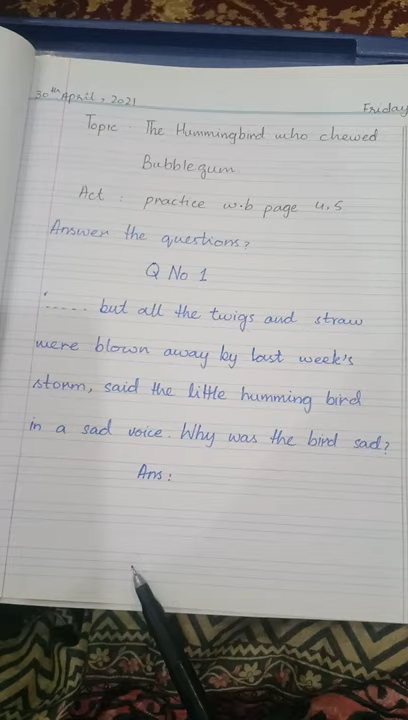 30th April, 2021
Friday
Topic. The Hummingbird who chewed
Bubblegum
Act : practice w.b page 4,5
Answer the questions?
Q No 1
'..... but all the twigs and straw
were blown away by last week's
storm, said the little humming bird
in a sad voice. Why was the bird sad?
Ans: